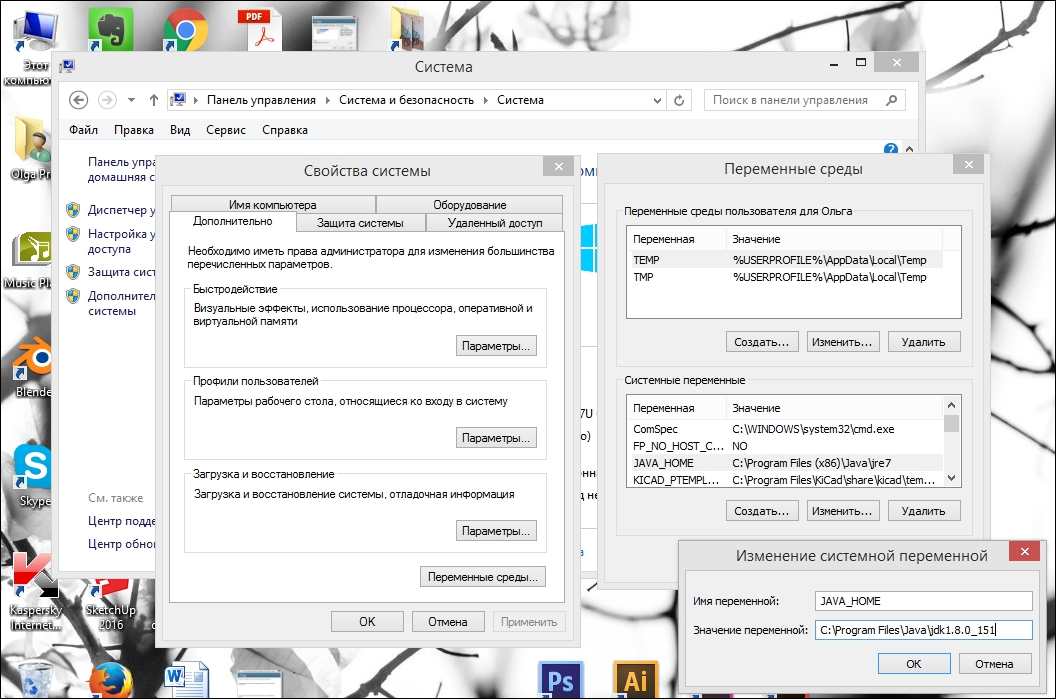 PDF
Этот
Olga Pr
Music Pl
Blende
Skype
Kaspersky
Internet...
SketchUp
2016
Ps
Ai
Система
Панель управления
Система и безопасность
Система
Поиск в панели управления
Файл Правка Вид Сервис Справка
Панель упра
домашняя с
Диспетчер у
Настройка у
доступа
Защита сист
Дополнител
системы
См. также
Центр подде
Центр обно
Свойства системы
Имя компьютера
Оборудование
Дополнительно
Защита системы
Удаленный доступ
Необходимо иметь права администратора для изменения большинства
перечисленных параметров.
Быстродействие
Визуальные эффекты, использование процессора, оперативной и
виртуальной памяти
Параметры...
Профили пользователей
Параметры рабочего стола, относящиеся ко входу в систему
Параметры...
Загрузка и восстановление
Загрузка и восстановление системы, отладочная информация
Параметры...
Переменные среды...
ОК
Отмена
Применить
Переменные среды
Переменные среды пользователя для Ольга
Переменная Значение
TEMP %USERPROFILE%\AppData\Local\Temp
TMP %USERPROFILE%\AppData\Local\Temp
Создать...
Изменить...
Удалить
Системные переменные
Переменная Значение
ComSpec C:\WINDOWS\system32\cmd.exe
FP_NO_HOST_C... NO
JAVA_HOME C:\Program Files (x86)\Java\jre7
KICAD_PTEMPL... C:\Program Files\KiCad\share\kicad\tem...
Создать...
Изменить...
Удалить
Изменение системной переменной
Имя переменной: JAVA_HOME
Значение переменной: C:\Program Files\Java\jdk1.8.0_151
ОК
Отмена